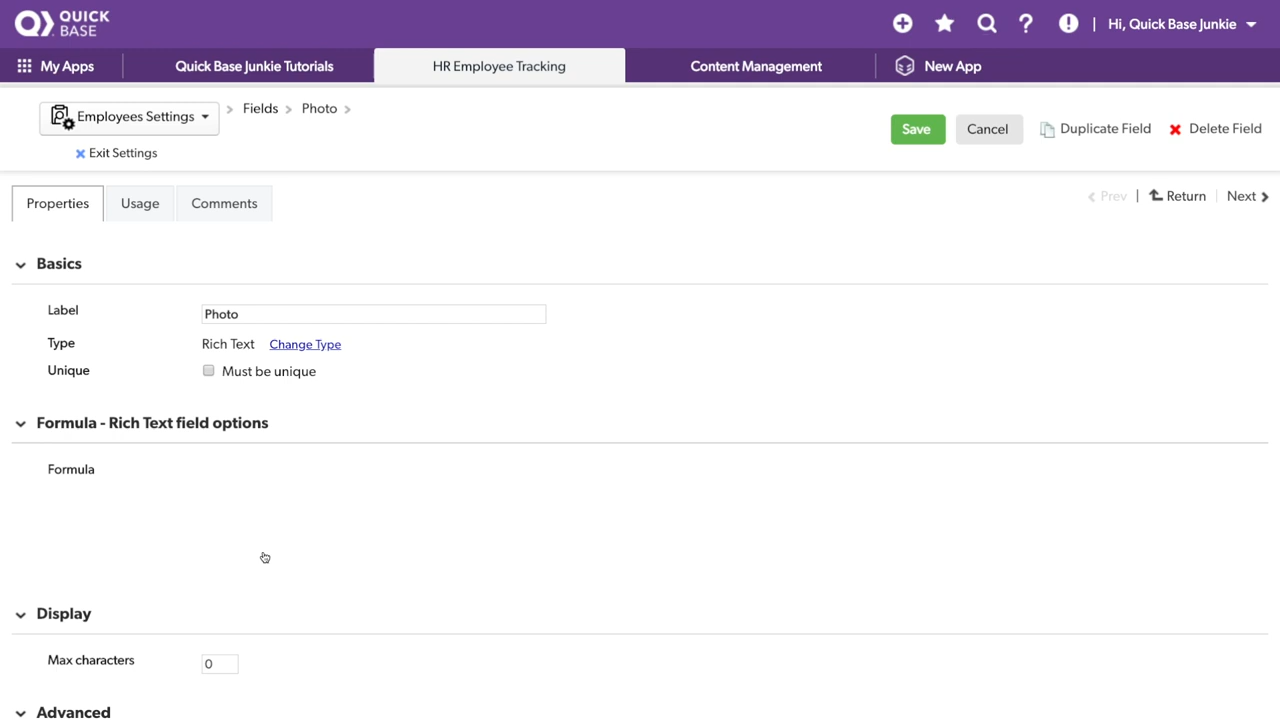 QUICK BASE
Hi, Quick Base Junkie
My Apps
Quick Base Junkie Tutorials
HR Employee Tracking
Content Management
New App
Employees Settings > Fields > Photo >
Save
Cancel
Duplicate Field
Delete Field
Exit Settings
Properties
Usage
Comments
Prev | Return | Next
Basics
Label Photo
Type Rich Text Change Type
Unique Must be unique
Formula - Rich Text field options
Formula
Display
Max characters 0
Advanced